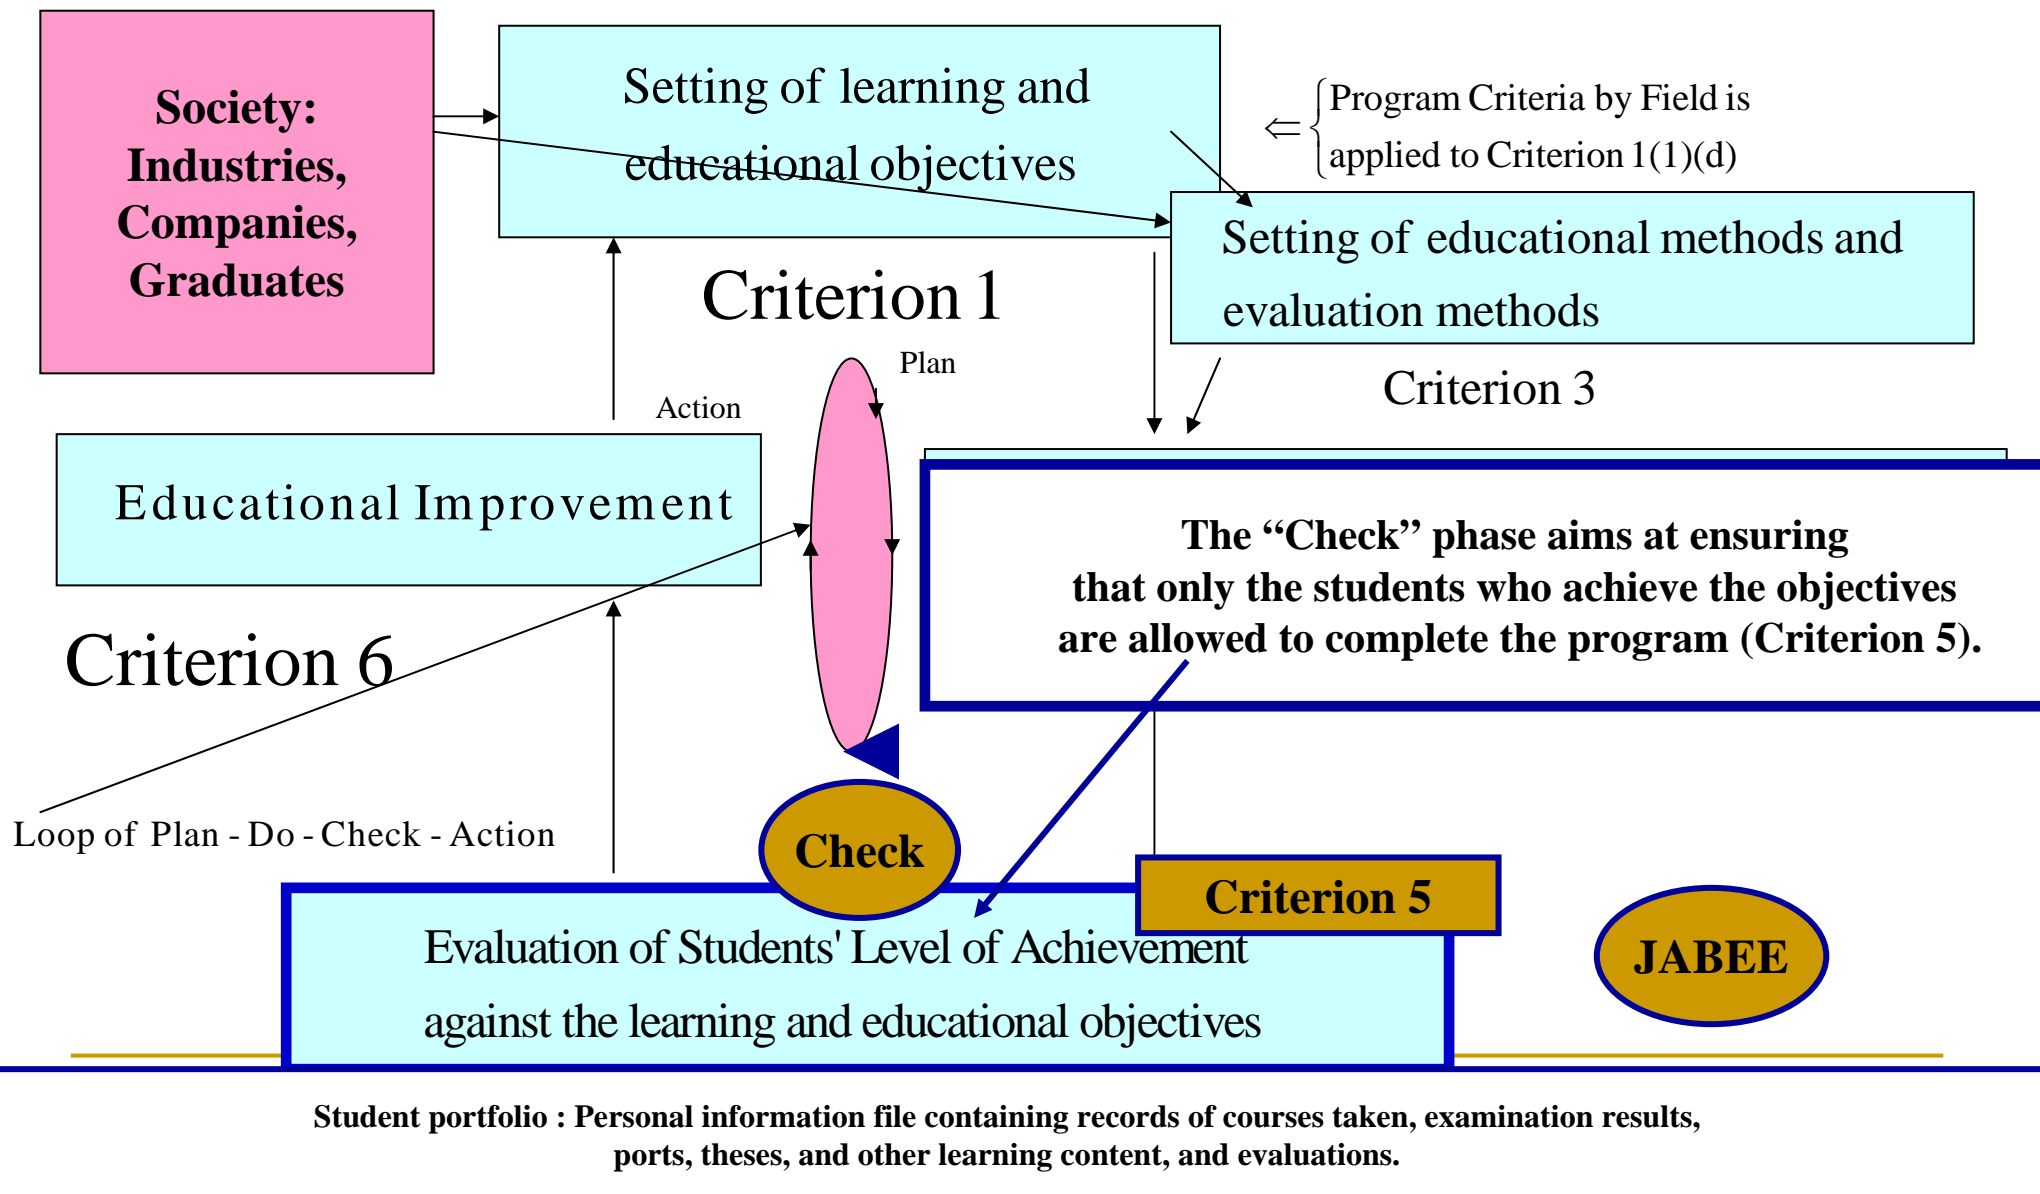 Society:
Industries,
Companies,
Graduates
Setting of learning and
educational objectives
⇐{Program Criteria by Field is
applied to Criterion 1(1)(d)
Setting of educational methods and
evaluation methods
Criterion 1
Plan
Criterion 3
Action
Educational Improvement
The “Check” phase aims at ensuring
that only the students who achieve the objectives
are allowed to complete the program (Criterion 5).
Criterion 6
Loop of Plan - Do - Check - Action
Check
Criterion 5
Evaluation of Students' Level of Achievement
against the learning and educational objectives
JABEE
Student portfolio : Personal information file containing records of courses taken, examination results,
ports, theses, and other learning content, and evaluations.